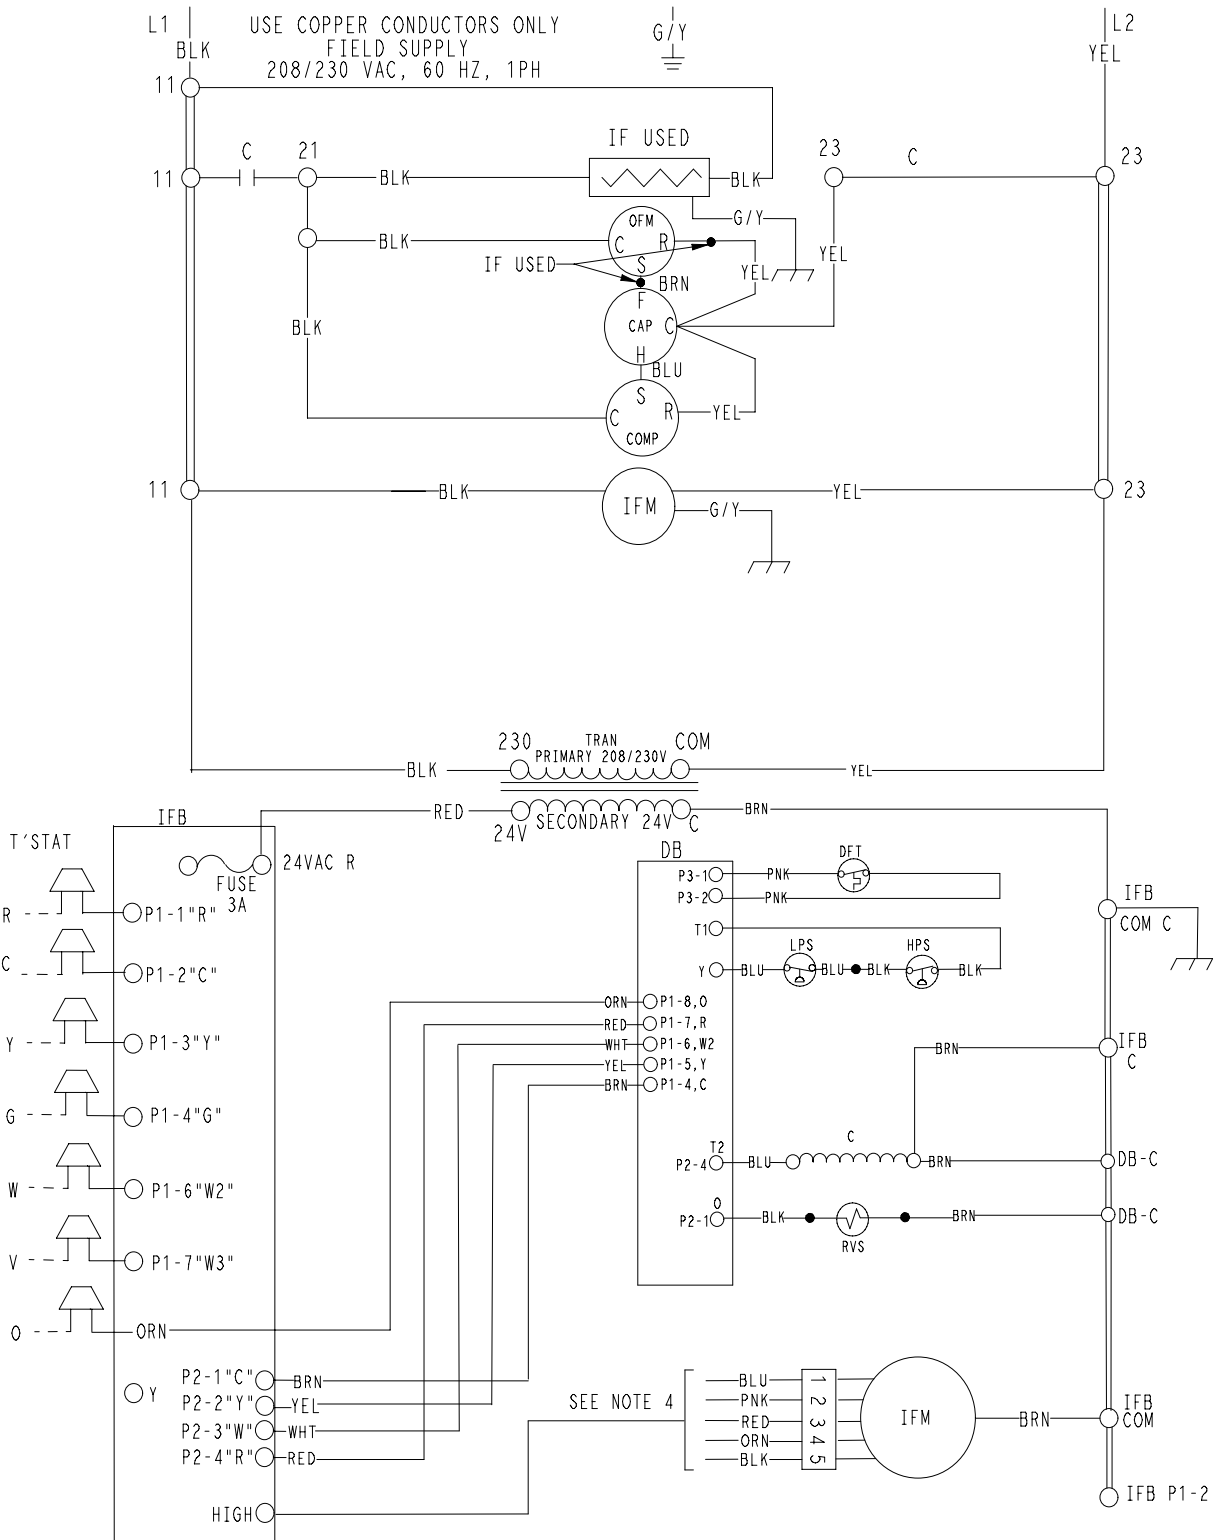 L1
USE COPPER CONDUCTORS ONLY
FIELD SUPPLY
208/230 VAC, 60 HZ, 1PH
G/Y
L2
BLK
YEL
11
IF USED
C
21
23
C
23
11
BLK
BLK
G/Y
OFM
BLK
C
R
S
IF USED
YEL
YEL
BRN
F
BLK
CAP
C
H
BLU
S
C
R
YEL
COMP
11
BLK
IFM
YEL
23
G/Y
230
TRAN
COM
PRIMARY 208/230V
BLK
YEL
RED
BRN
24V
SECONDARY
24V
C
IFB
T'STAT
24VAC R
FUSE
3A
DB
DFT
P3-1
PNK
P3-2
PNK
IFB
COM C
R
P1-1"R"
T1
LPS
HPS
C
P1-2"C"
Y
BLU
BLU
BLK
BLK
ORN
P1-8,O
RED
P1-7,R
Y
P1-3"Y"
WHT
P1-6,W2
BRN
IFB
C
YEL
P1-5,Y
BRN
P1-4,C
G
P1-4"G"
T2
C
P2-4
BLU
BRN
DB-C
W
P1-6"W2"
O
P2-1
BLK
BRN
DB-C
RVS
V
P1-7"W3"
O
ORN
P2-1"C"
BRN
Y
P2-2"Y"
YEL
P2-3"W"
WHT
P2-4"R"
RED
HIGH
SEE NOTE 4
BLU
1
PNK
2
RED
3
ORN
4
BLK
5
IFM
BRN
IFB
COM
IFB P1-2